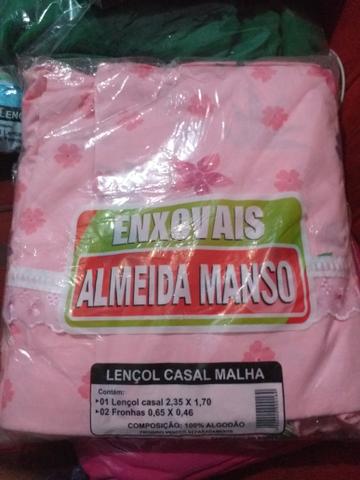 LENÇ
ENXOVAIS
ALMEIDA MANSO
LENÇOL CASAL MALHA
Contém:
▸01 Lençol casal 2,35 X 1,70
▸02 Fronhas 0,65 X 0,46
COMPOSIÇÃO: 100% ALGODÃO